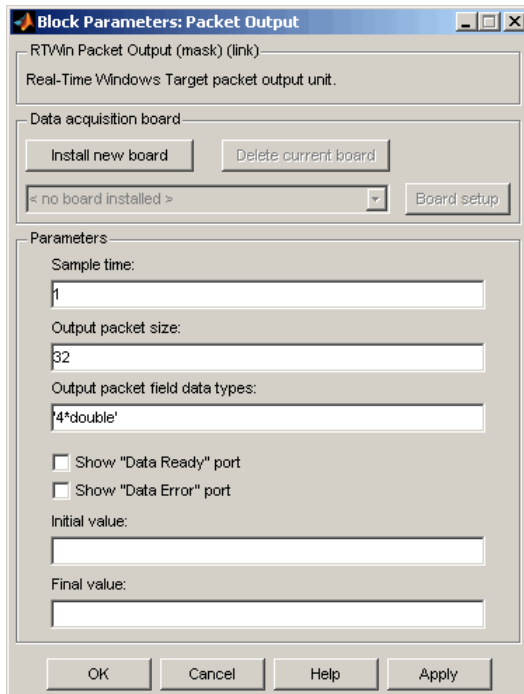 Block Parameters: Packet Output
RTWin Packet Output (mask) (link)
Real-Time Windows Target packet output unit.
Data acquisition board
Install new board
Delete current board
< no board installed >
Board setup
Parameters
Sample time:
1
Output packet size:
32
Output packet field data types:
'4*double'
Show "Data Ready" port
Show "Data Error" port
Initial value:
Final value:
OK
Cancel
Help
Apply